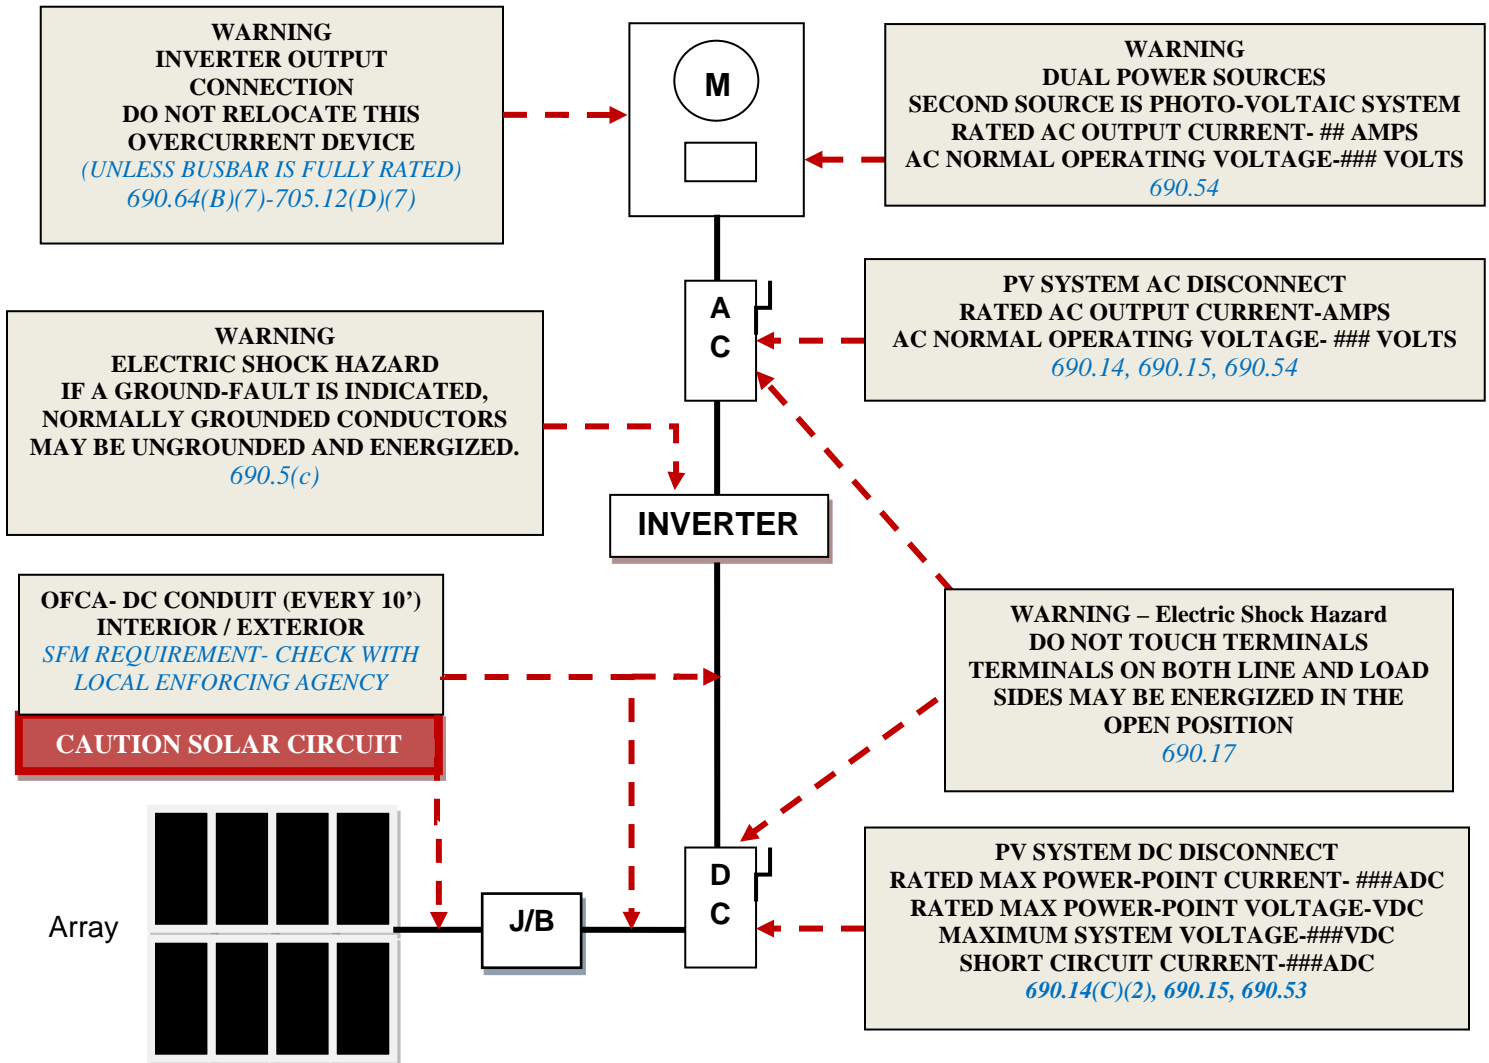 WARNING
INVERTER OUTPUT
CONNECTION
DO NOT RELOCATE THIS
OVERCURRENT DEVICE
(UNLESS BUSBAR IS FULLY RATED)
690.64(B)(7)-705.12(D)(7)
M
WARNING
DUAL POWER SOURCES
SECOND SOURCE IS PHOTO-VOLTAIC SYSTEM
RATED AC OUTPUT CURRENT- ## AMPS
AC NORMAL OPERATING VOLTAGE-### VOLTS
690.54
A
C
PV SYSTEM AC DISCONNECT
RATED AC OUTPUT CURRENT-AMPS
AC NORMAL OPERATING VOLTAGE- ### VOLTS
690.14, 690.15, 690.54
WARNING
ELECTRIC SHOCK HAZARD
IF A GROUND-FAULT IS INDICATED,
NORMALLY GROUNDED CONDUCTORS
MAY BE UNGROUNDED AND ENERGIZED.
690.5(c)
INVERTER
OFCA- DC CONDUIT (EVERY 10’)
INTERIOR / EXTERIOR
SFM REQUIREMENT- CHECK WITH
LOCAL ENFORCING AGENCY
CAUTION SOLAR CIRCUIT
WARNING – Electric Shock Hazard
DO NOT TOUCH TERMINALS
TERMINALS ON BOTH LINE AND LOAD
SIDES MAY BE ENERGIZED IN THE
OPEN POSITION
690.17
Array
J/B
D
C
PV SYSTEM DC DISCONNECT
RATED MAX POWER-POINT CURRENT- ###ADC
RATED MAX POWER-POINT VOLTAGE-VDC
MAXIMUM SYSTEM VOLTAGE-###VDC
SHORT CIRCUIT CURRENT-###ADC
690.14(C)(2), 690.15, 690.53